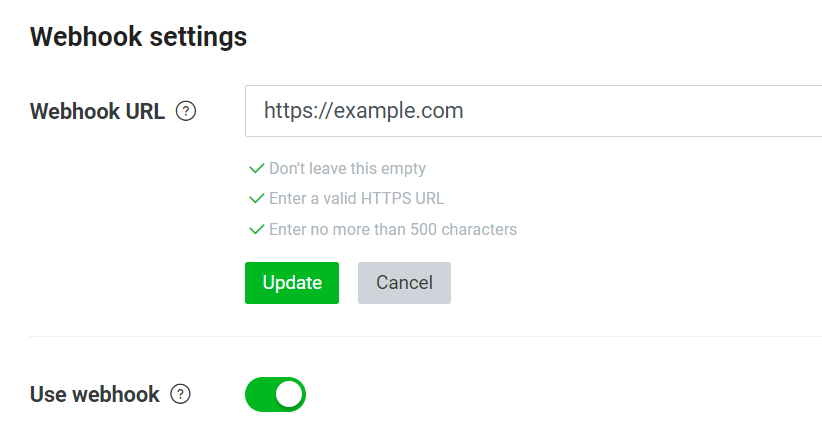 Webhook settings
Webhook URL ?
https://example.com
Don't leave this empty
Enter a valid HTTPS URL
Enter no more than 500 characters
Update Cancel
Use webhook ?